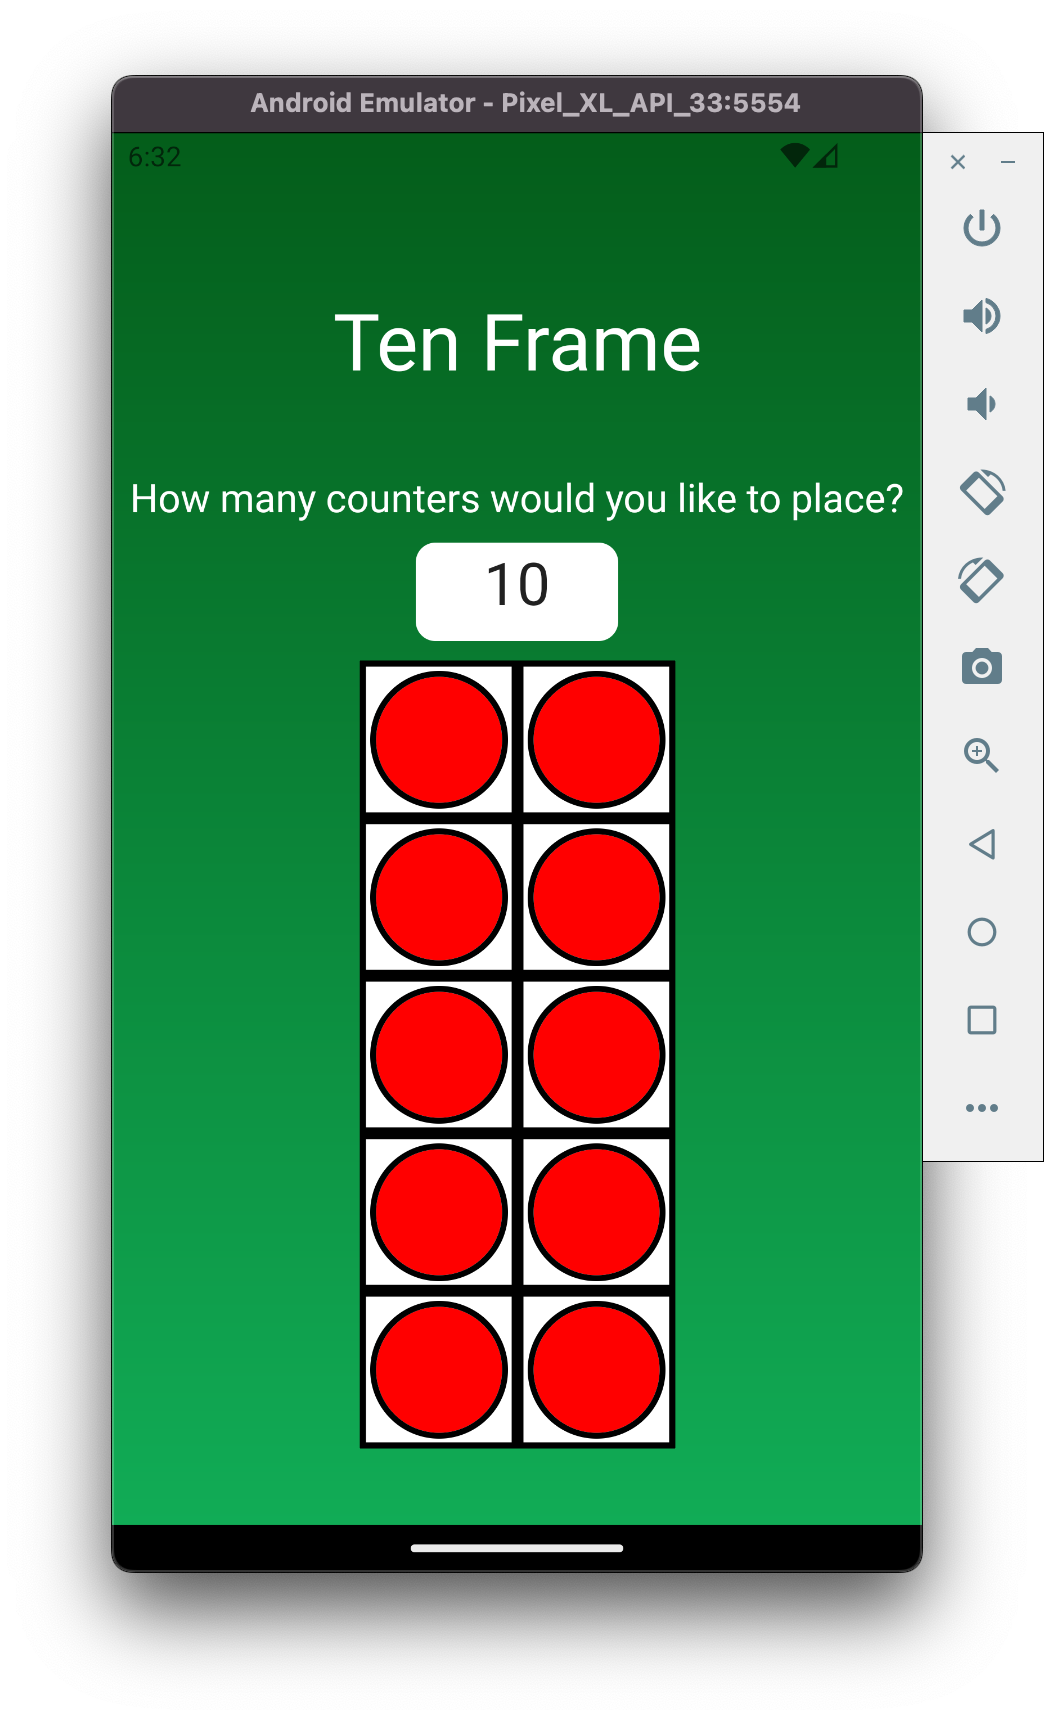 Android Emulator - Pixel_XL_API_33:5554
6:32
Ten Frame
How many counters would you like to place?
10